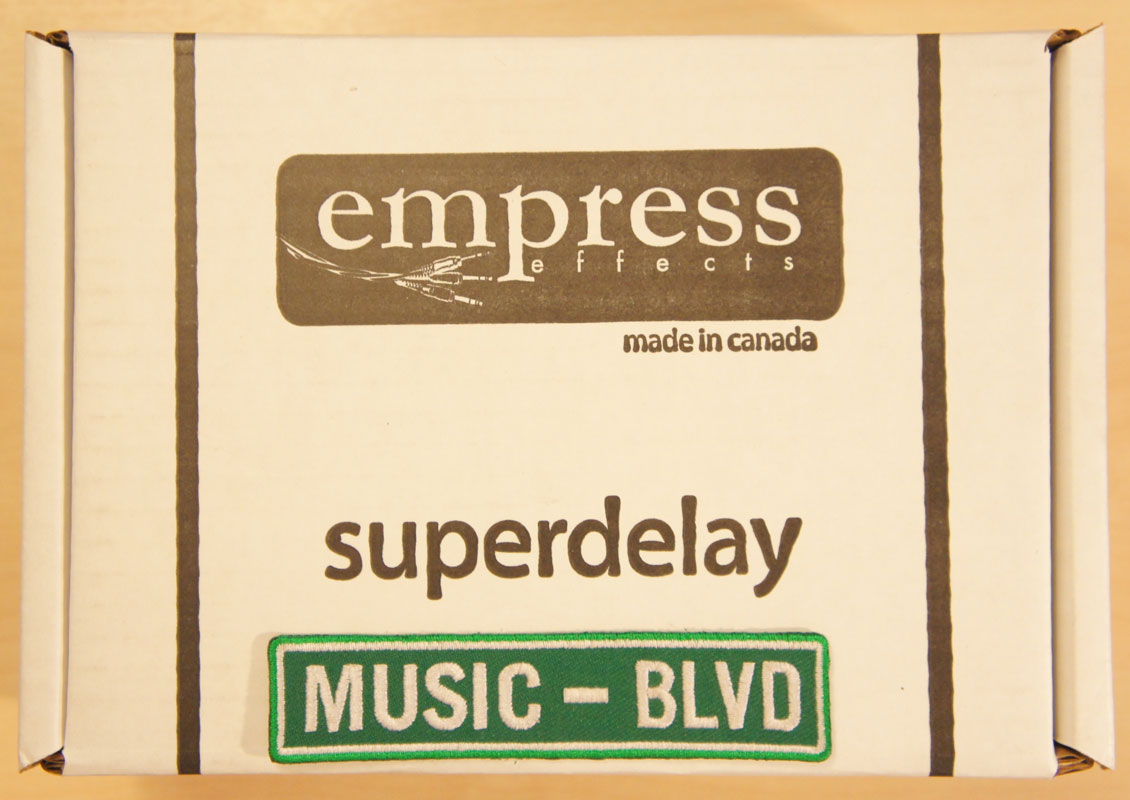 empress
effects
made in canada
superdelay
MUSIC – BLVD